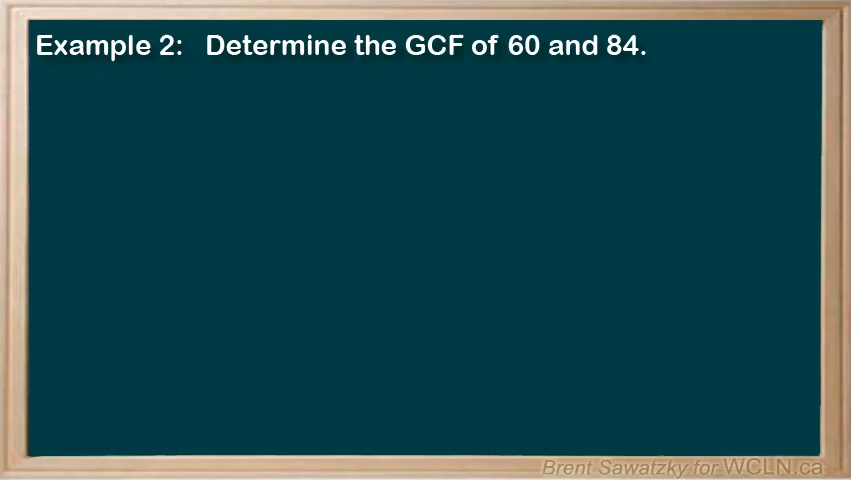 Example 2: Determine the GCF of 60 and 84.
Brent Sawatzky for WCLN.ca